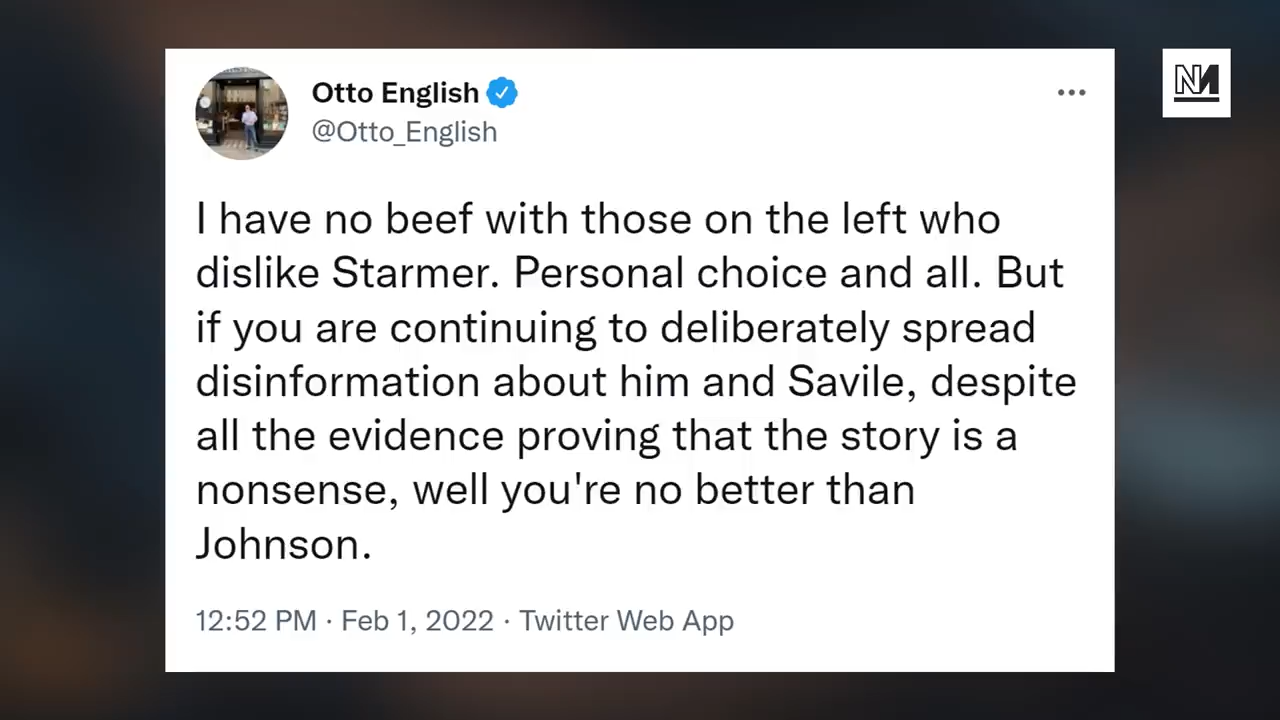 NM
Otto English
@Otto_English
I have no beef with those on the left who
dislike Starmer. Personal choice and all. But
if you are continuing to deliberately spread
disinformation about him and Savile, despite
all the evidence proving that the story is a
nonsense, well you're no better than
Johnson.
12:52 PM · Feb 1, 2022 · Twitter Web App